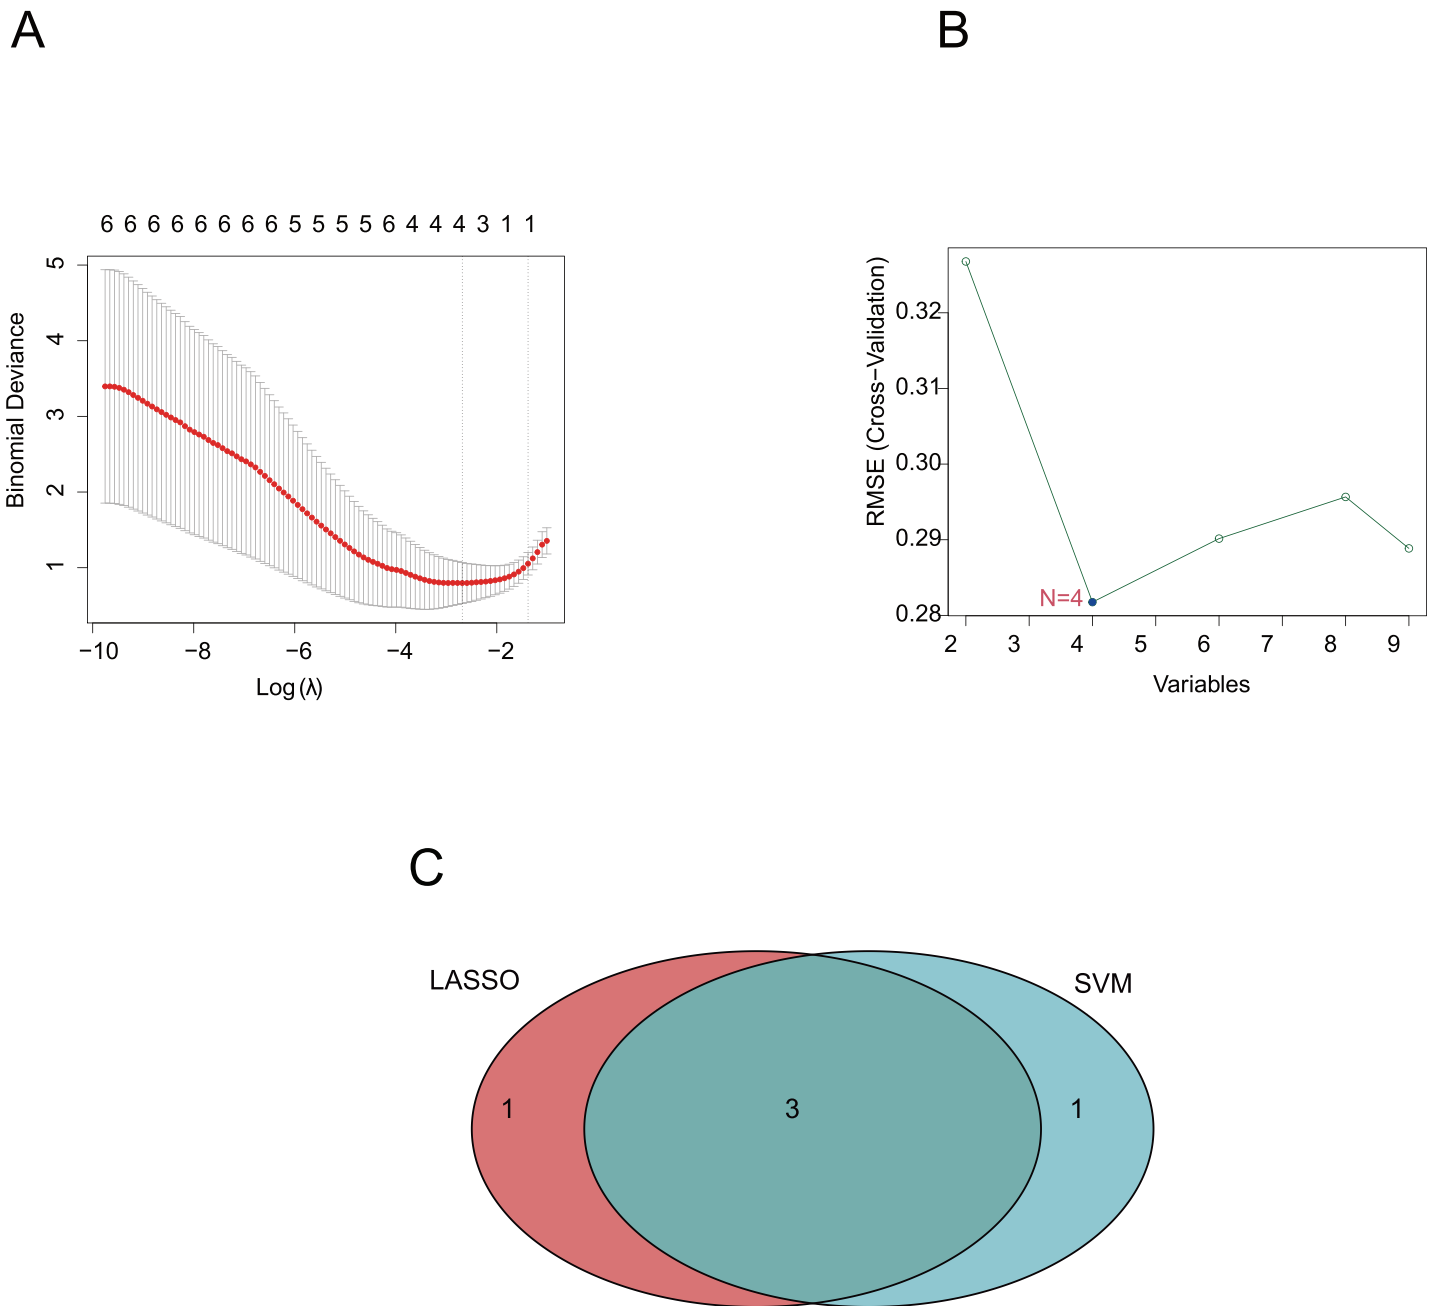 A
B
6 6 6 6 6 6 6 6 5 5 5 5 6 4 4 4 3 1 1
5
4
3
2
1
Binomial Deviance
−10 −8 −6 −4 −2
Log(λ)
0.32
0.31
0.30
0.29
0.28
RMSE (Cross−Validation)
N=4
2 3 4 5 6 7 8 9
Variables
C
LASSO
SVM
1 3 1